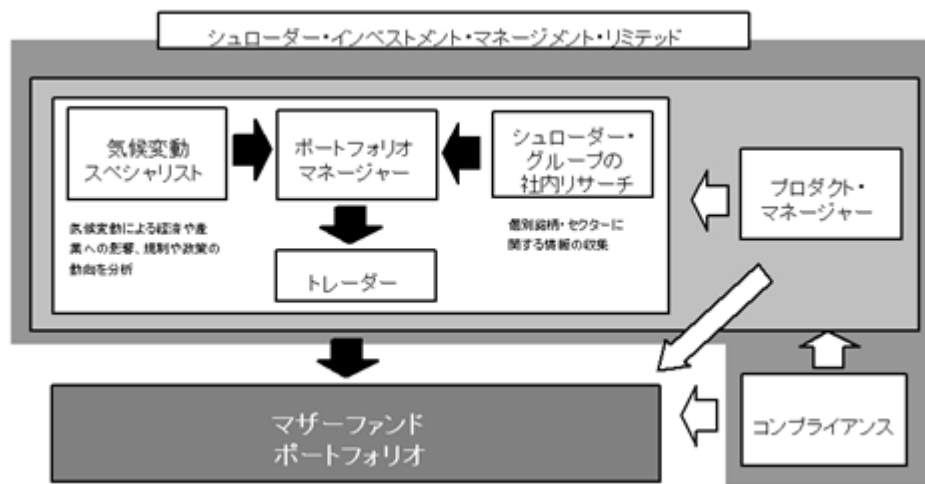 シュローダー・インベストメント・マネージメント・リミテッド
気候変動
スペシャリスト
ポートフォリオ
マネージャー
シュローダー・
グループの
社内リサーチ
プロダクト・
マネージャー
気候変動による経済や産
業への影響、規制や政策の
動向を分析
個別銘柄・セクターに
関する情報の収集
トレーダー
マザーファンド
ポートフォリオ
コンプライアンス